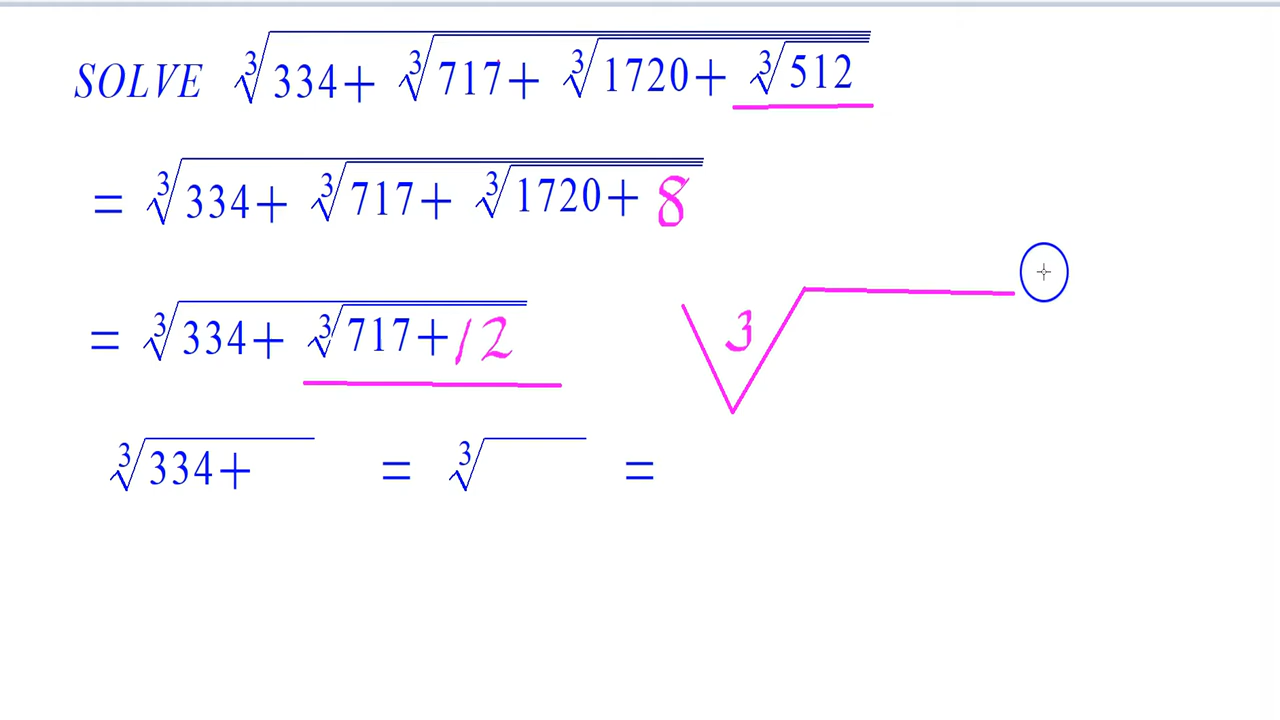 SOLVE ∛(334+ ∛(717+ ∛(1720+ ∛512)))
= ∛(334+ ∛(717+ ∛(1720+ 8)))
= ∛(334+ ∛(717+12)) ∛
∛(334+ ) = ∛ =